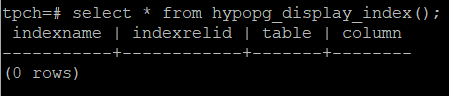 tpch=# select * from hypopg_display_index();
 indexname | indexrelid | table | column
-----------+------------+-------+--------
(0 rows)